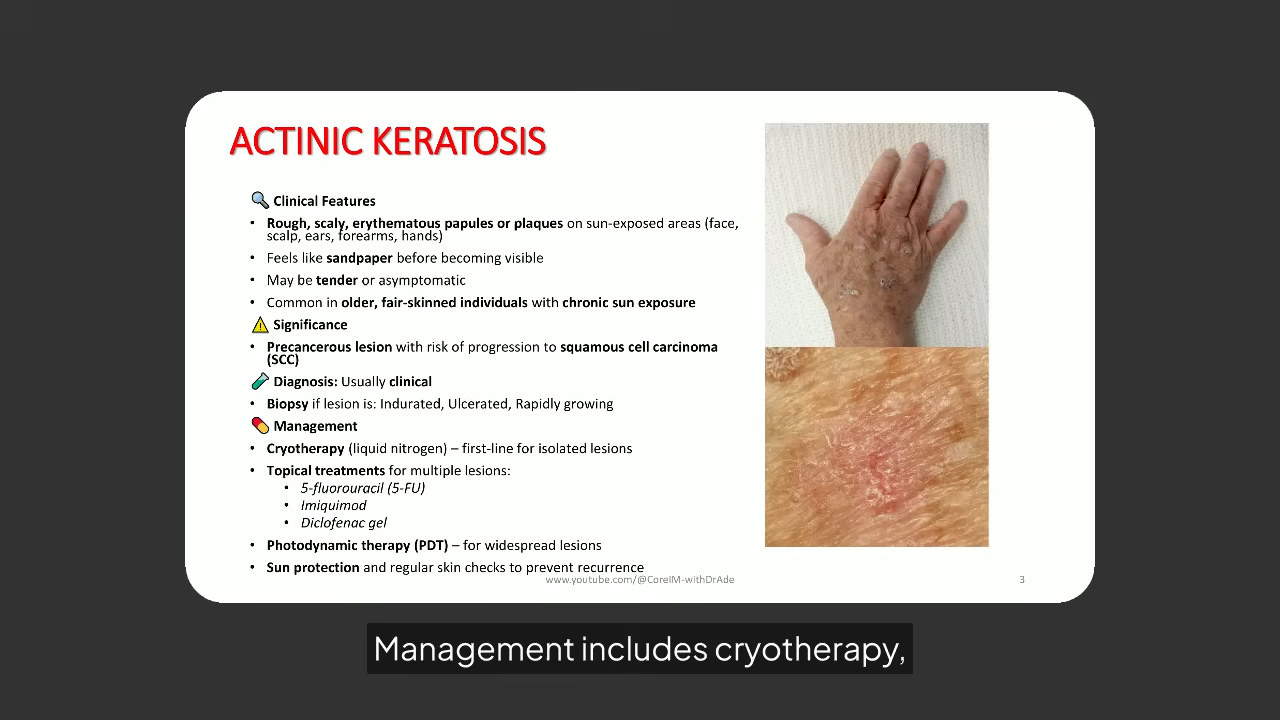 ACTINIC KERATOSIS
🔍 Clinical Features
• Rough, scaly, erythematous papules or plaques on sun-exposed areas (face,
scalp, ears, forearms, hands)
• Feels like sandpaper before becoming visible
• May be tender or asymptomatic
• Common in older, fair-skinned individuals with chronic sun exposure
⚠️ Significance
• Precancerous lesion with risk of progression to squamous cell carcinoma
(SCC)
🧪 Diagnosis: Usually clinical
• Biopsy if lesion is: Indurated, Ulcerated, Rapidly growing
💊 Management
• Cryotherapy (liquid nitrogen) – first-line for isolated lesions
• Topical treatments for multiple lesions:
• 5-fluorouracil (5-FU)
• Imiquimod
• Diclofenac gel
• Photodynamic therapy (PDT) – for widespread lesions
• Sun protection and regular skin checks to prevent recurrence
www.youtube.com/@CoreIM-withDrAde
3
Management includes cryotherapy,